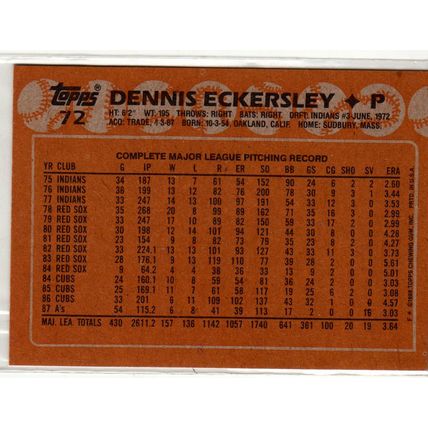 Topps
72
DENNIS ECKERSLEY P
HT: 6'2" WT: 195 THROWS: RIGHT BATS: RIGHT DRFT: INDIANS #3-JUNE, 1972
ACQ: TRADE, 4-3-87 BORN: 10-3-54, OAKLAND, CALIF. HOME: SUDBURY, MASS.
COMPLETE MAJOR LEAGUE PITCHING RECORD
YR CLUB G IP W L R ER SO BB GS CG SHO SV ERA
75 INDIANS 34 187 13 7 61 54 152 90 24 6 2 2 2.60
76 INDIANS 36 199 13 12 82 76 200 78 30 9 3 1 3.44
77 INDIANS 33 247 14 13 100 97 191 54 33 12 3 0 3.53
78 RED SOX 35 268 20 8 99 89 162 71 35 16 3 0 2.99
79 RED SOX 33 247 17 10 89 82 150 59 33 17 2 0 2.99
80 RED SOX 30 198 12 14 101 94 121 44 30 8 0 0 4.27
81 RED SOX 23 154 9 8 82 73 79 35 23 8 2 0 4.27
82 RED SOX 33 224.1 13 13 101 93 127 43 33 11 3 0 3.73
83 RED SOX 28 176.1 9 13 119 110 77 39 28 2 0 0 5.61
84 RED SOX 9 64.2 4 4 38 36 33 13 9 2 0 0 5.01
84 CUBS 24 160.1 10 8 59 54 81 36 24 2 0 0 3.03
85 CUBS 25 169.1 11 7 61 58 117 19 25 6 2 0 3.08
86 CUBS 33 201 6 11 109 102 137 43 32 1 0 0 4.57
87 A's 54 115.2 6 8 41 39 113 17 2 0 0 16 3.03
MAJ. LEA. TOTALS 430 2611.2 157 136 1142 1057 1840 641 361 100 20 19 3.64
F ★ ©1988 TOPPS CHEWING GUM, INC. PRTD. IN U.S.A.